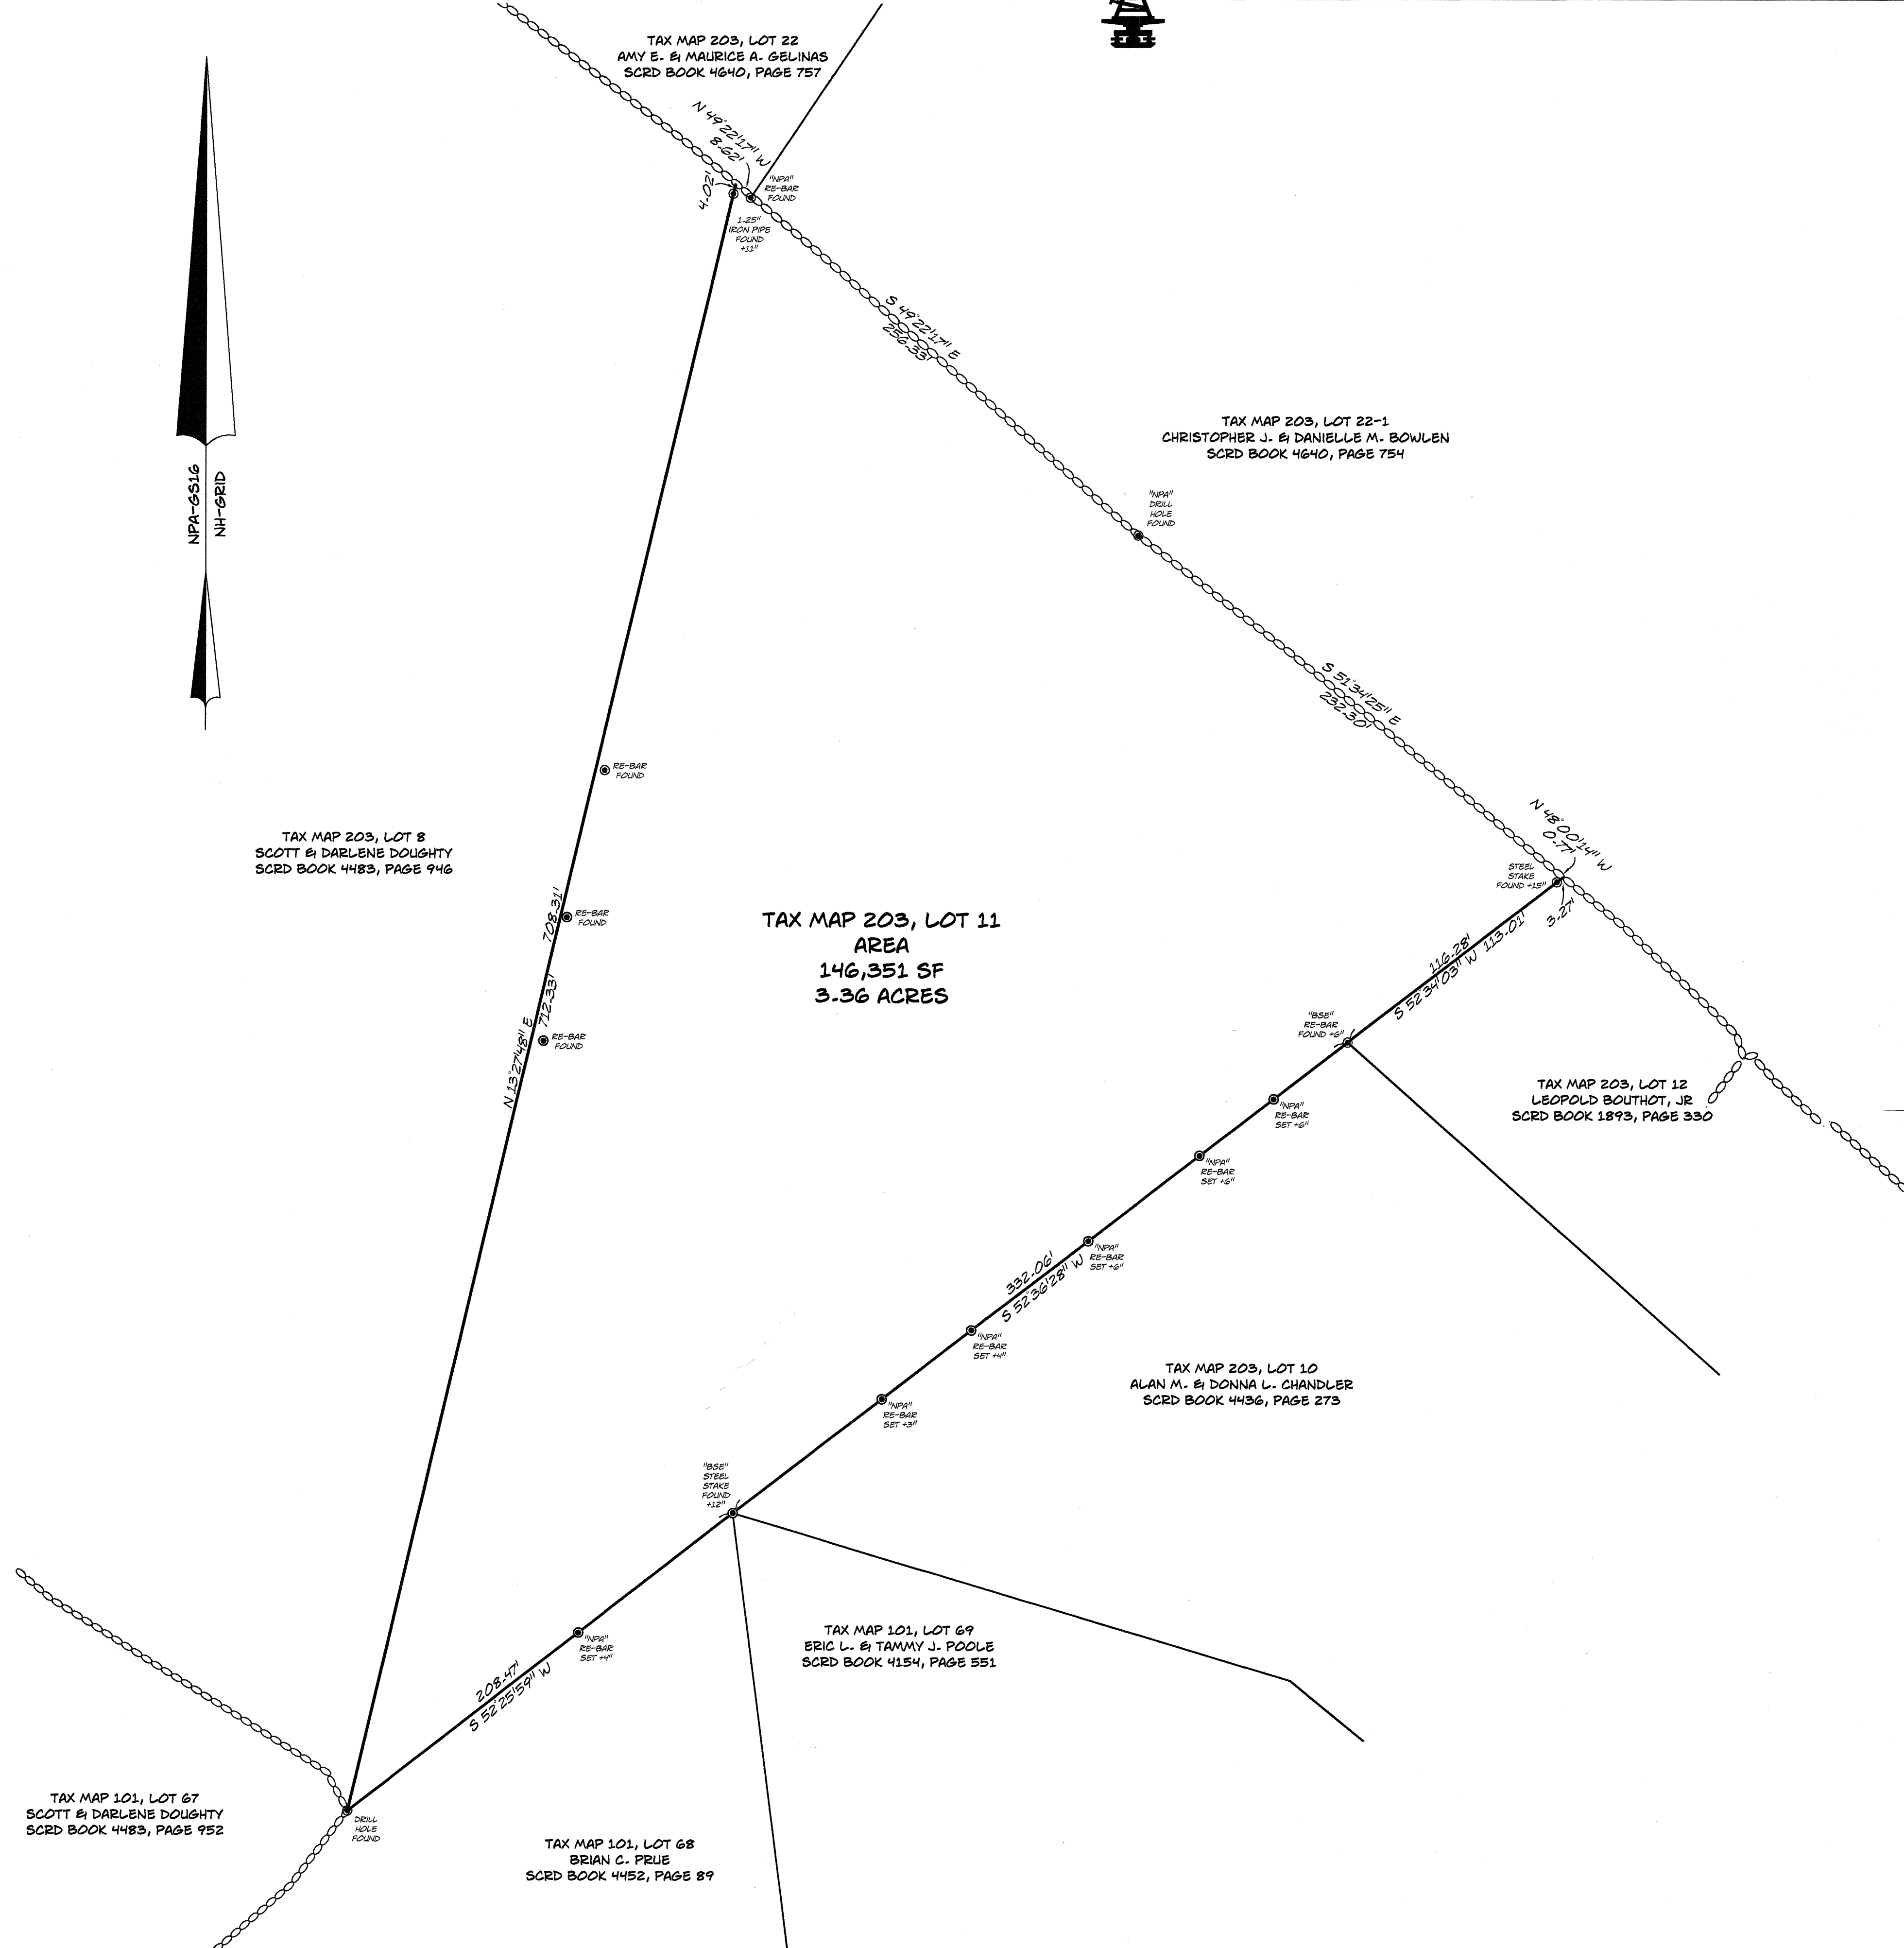 TAX MAP 203, LOT 22
AMY E. & MAURICE A. GELINAS
SCRD BOOK 4640, PAGE 757
N 49°22'17" W
8.62'
4.02'
"NPA"
RE-BAR
FOUND
1.25"
IRON PIPE
FOUND
+11"
S 49°22'17" E
256.33'
NPA-GS16
NH-GRID
TAX MAP 203, LOT 22-1
CHRISTOPHER J. & DANIELLE M. BOWLEN
SCRD BOOK 4640, PAGE 754
"NPA"
DRILL
HOLE
FOUND
S 51°34'25" E
232.30'
RE-BAR
FOUND
TAX MAP 203, LOT 8
SCOTT & DARLENE DOUGHTY
SCRD BOOK 4483, PAGE 946
N 48°00'14" W
0.77'
STEEL
STAKE
FOUND +15"
3.27'
708.31'
RE-BAR
FOUND
TAX MAP 203, LOT 11
AREA
146,351 SF
3.36 ACRES
116.28'
S 52°34'03" W 113.01'
712.33'
N 13°27'48" E
RE-BAR
FOUND
"BSE"
RE-BAR
FOUND +6"
TAX MAP 203, LOT 12
LEOPOLD BOUTHOT, JR
SCRD BOOK 1893, PAGE 330
"NPA"
RE-BAR
SET +6"
"NPA"
RE-BAR
SET +6"
"NPA"
RE-BAR
SET +6"
332.06'
S 52°36'28" W
"NPA"
RE-BAR
SET +4"
TAX MAP 203, LOT 10
ALAN M. & DONNA L. CHANDLER
SCRD BOOK 4436, PAGE 273
"NPA"
RE-BAR
SET +3"
"BSE"
STEEL
STAKE
FOUND
+12"
TAX MAP 101, LOT 69
ERIC L. & TAMMY J. POOLE
SCRD BOOK 4154, PAGE 551
"NPA"
RE-BAR
SET +4"
208.47'
S 52°25'59" W
TAX MAP 101, LOT 67
SCOTT & DARLENE DOUGHTY
SCRD BOOK 4483, PAGE 952
DRILL
HOLE
FOUND
TAX MAP 101, LOT 68
BRIAN C. PRUE
SCRD BOOK 4452, PAGE 89